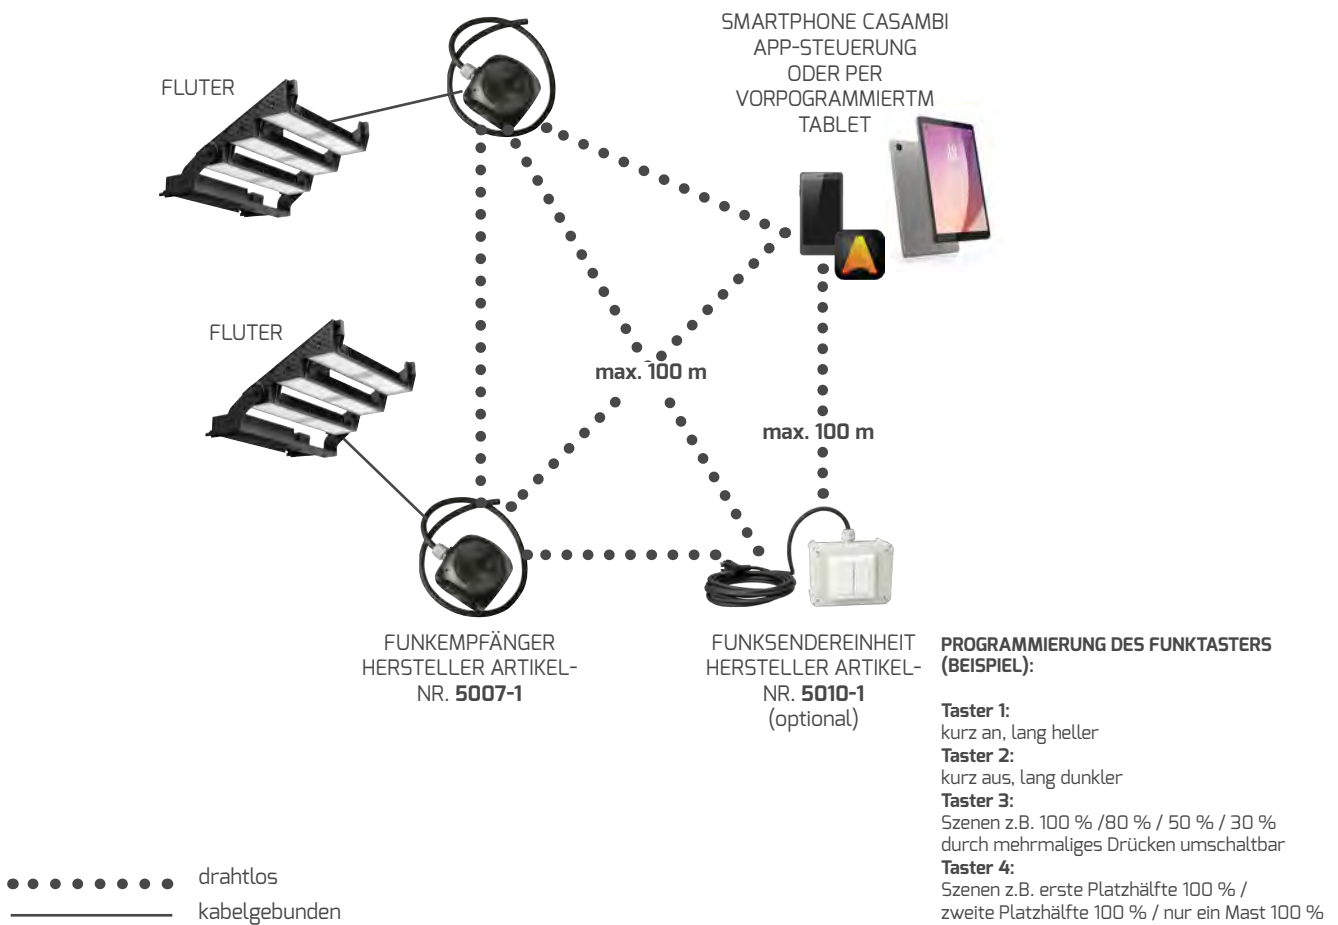 SMARTPHONE CASAMBI
APP-STEUERUNG
ODER PER
VORPOGRAMMIERTM
TABLET
FLUTER
FLUTER
max. 100 m
max. 100 m
FUNKEMPFÄNGER
HERSTELLER ARTIKEL-
NR. 5007-1
FUNKSENDEREINHEIT
HERSTELLER ARTIKEL-
NR. 5010-1
(optional)
PROGRAMMIERUNG DES FUNKTASTERS
(BEISPIEL):
Taster 1:
kurz an, lang heller
Taster 2:
kurz aus, lang dunkler
Taster 3:
Szenen z.B. 100 % /80 % / 50 % / 30 %
durch mehrmaliges Drücken umschaltbar
Taster 4:
Szenen z.B. erste Platzhälfte 100 % /
zweite Platzhälfte 100 % / nur ein Mast 100 %
drahtlos
kabelgebunden